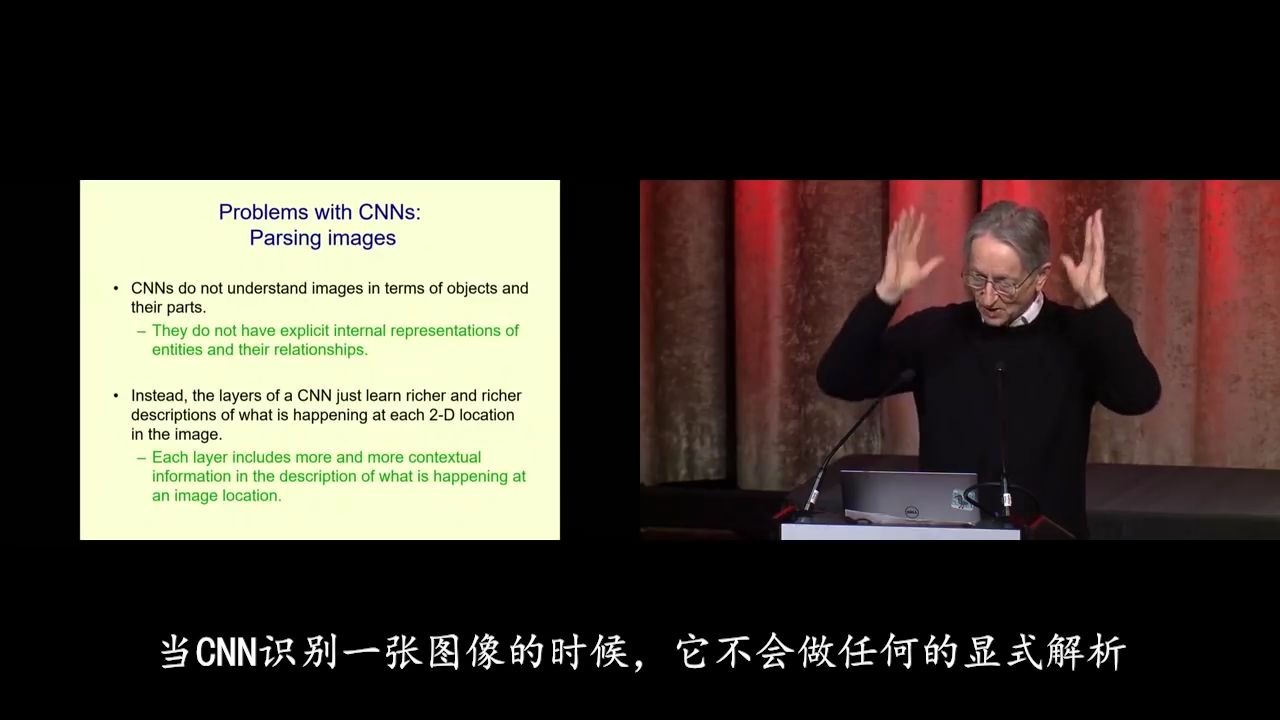 Problems with CNNs:
Parsing images
• CNNs do not understand images in terms of objects and
their parts.
– They do not have explicit internal representations of
entities and their relationships.
• Instead, the layers of a CNN just learn richer and richer
descriptions of what is happening at each 2-D location
in the image.
– Each layer includes more and more contextual
information in the description of what is happening at
an image location.
DELL
当CNN识别一张图像的时候，它不会做任何的显式解析